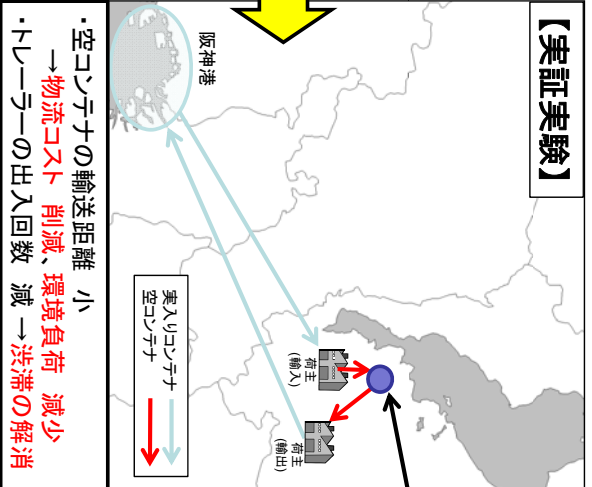 【実証実験】
阪神港
荷主
(輸入)
荷主
(輸出)
実入りコンテナ
空コンテナ
・空コンテナの輸送距離 小
→物流コスト 削減、環境負荷 減少
・トレーラーの出入回数 減 →渋滞の解消